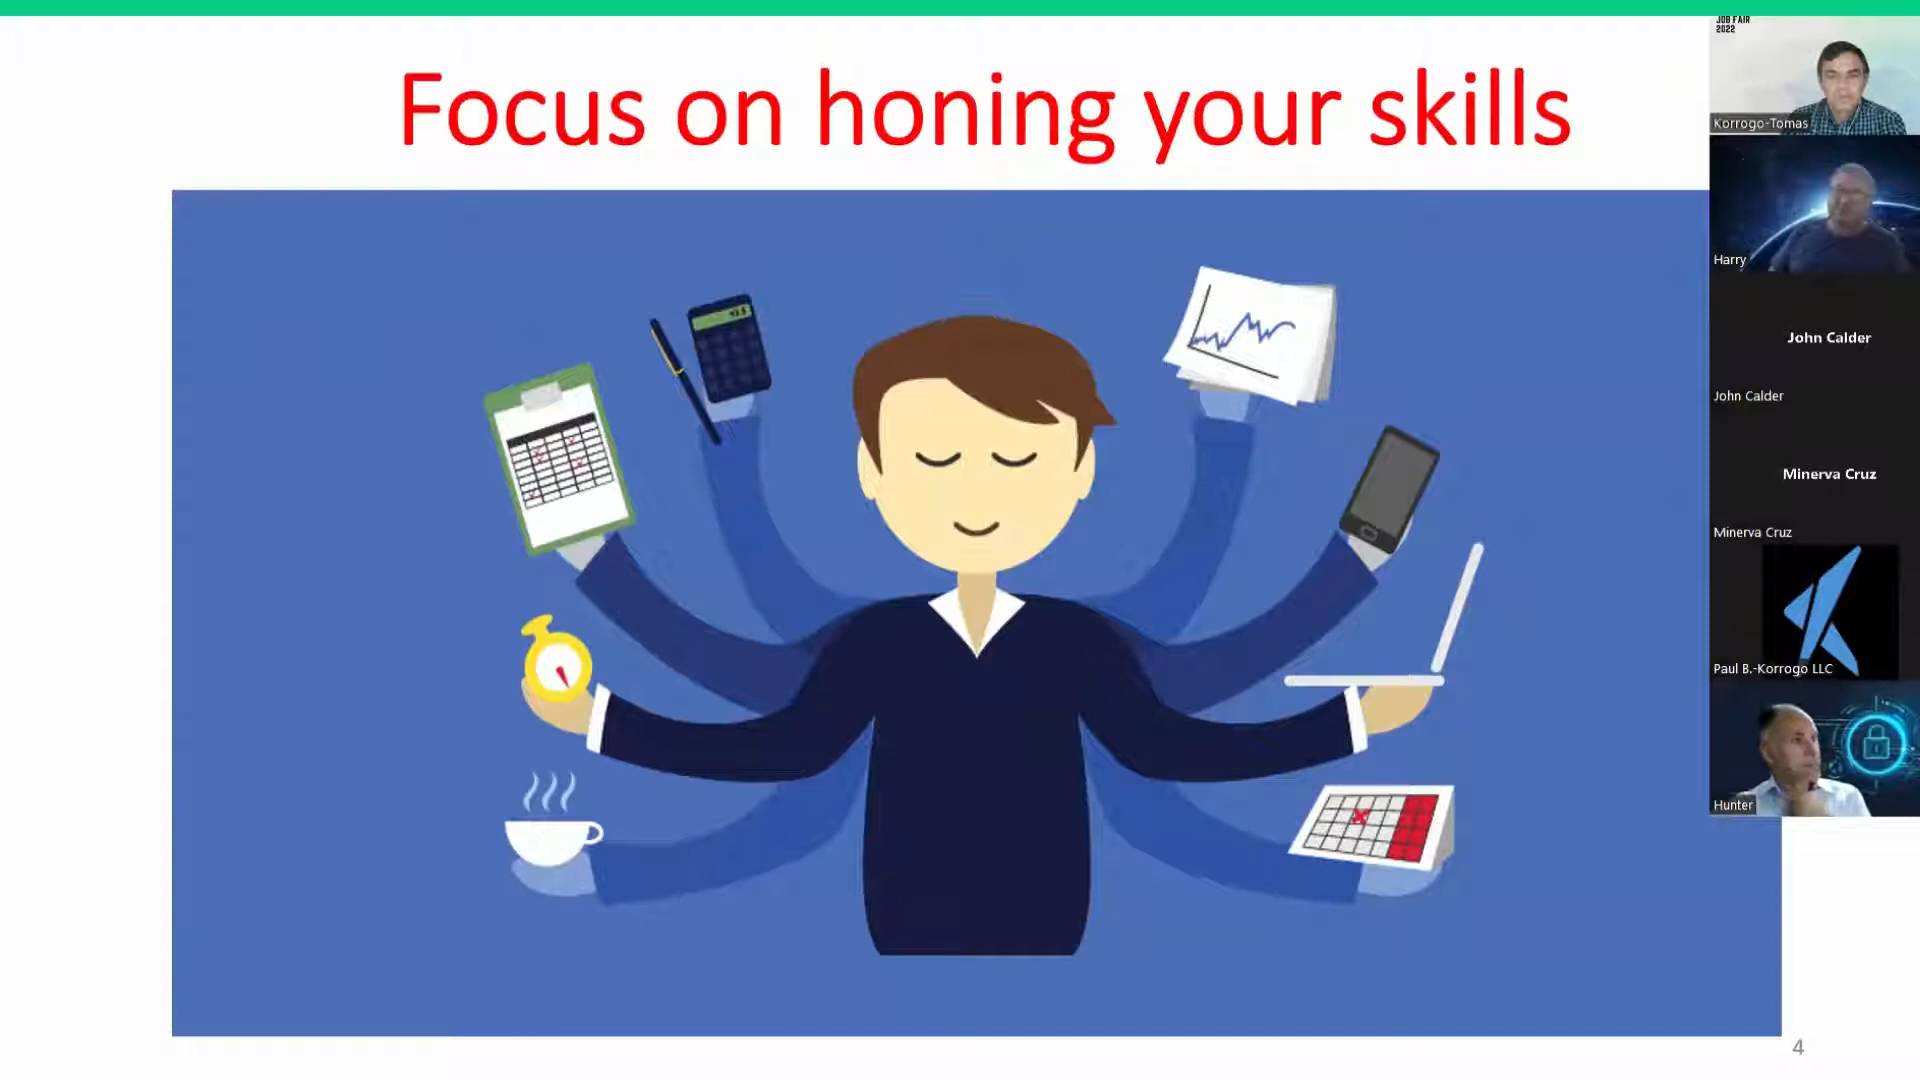 Focus on honing your skills
JOB FAIR
2022
Korrogo-Tomas
Harry
John Calder
John Calder
Minerva Cruz
Minerva Cruz
Paul B.-Korrogo LLC
Hunter
4